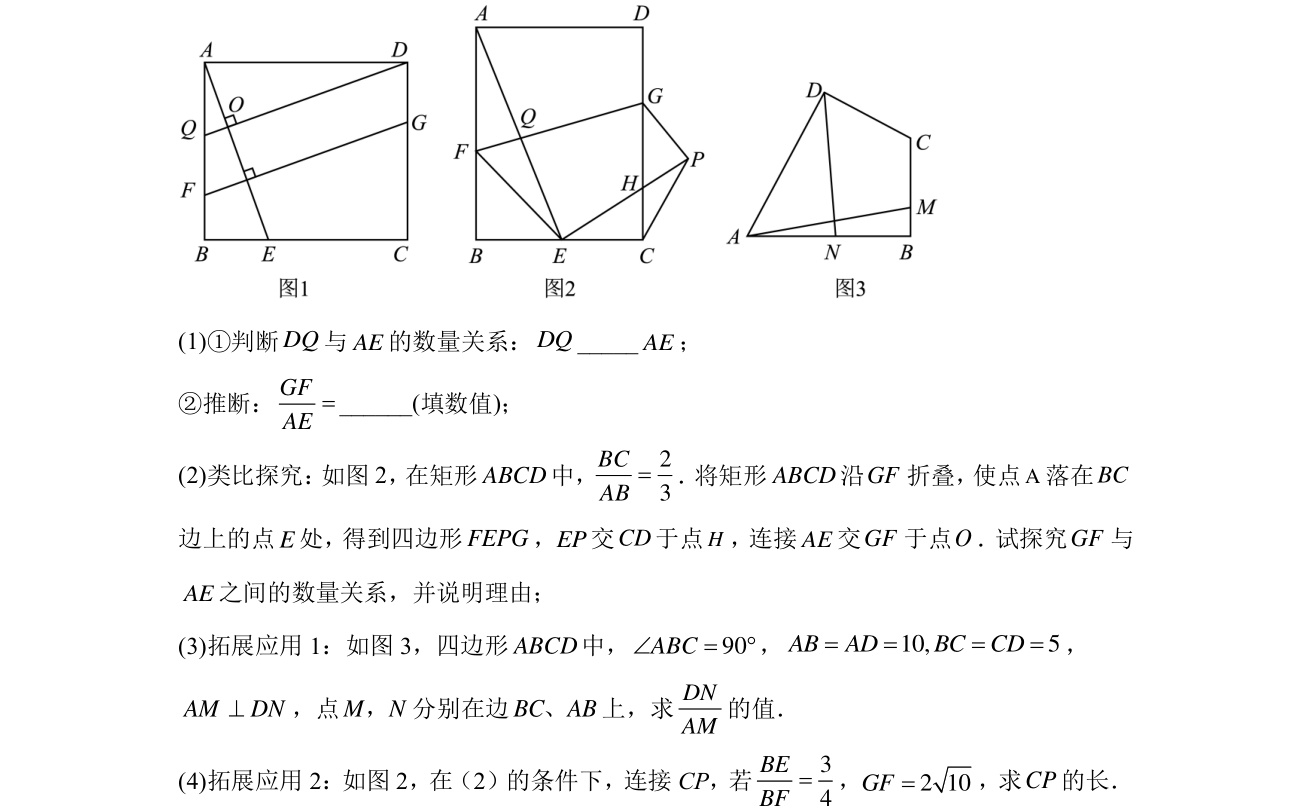 A D A D
O G
Q G Q D
F P C
F H M
A
B E C B E C N B
图1 图2 图3
(1)①判断DQ与AE的数量关系：DQ_____AE；
②推断：GF/AE=______(填数值)；
(2)类比探究：如图2，在矩形ABCD中，BC/AB=2/3．将矩形ABCD沿GF折叠，使点A落在BC
边上的点E处，得到四边形FEPG，EP交CD于点H，连接AE交GF于点O．试探究GF与
AE之间的数量关系，并说明理由；
(3)拓展应用1：如图3，四边形ABCD中，∠ABC=90°，AB=AD=10,BC=CD=5，
AM⊥DN，点M，N分别在边BC、AB上，求DN/AM的值．
(4)拓展应用2：如图2，在（2）的条件下，连接CP，若BE/BF=3/4，GF=2√10，求CP的长．